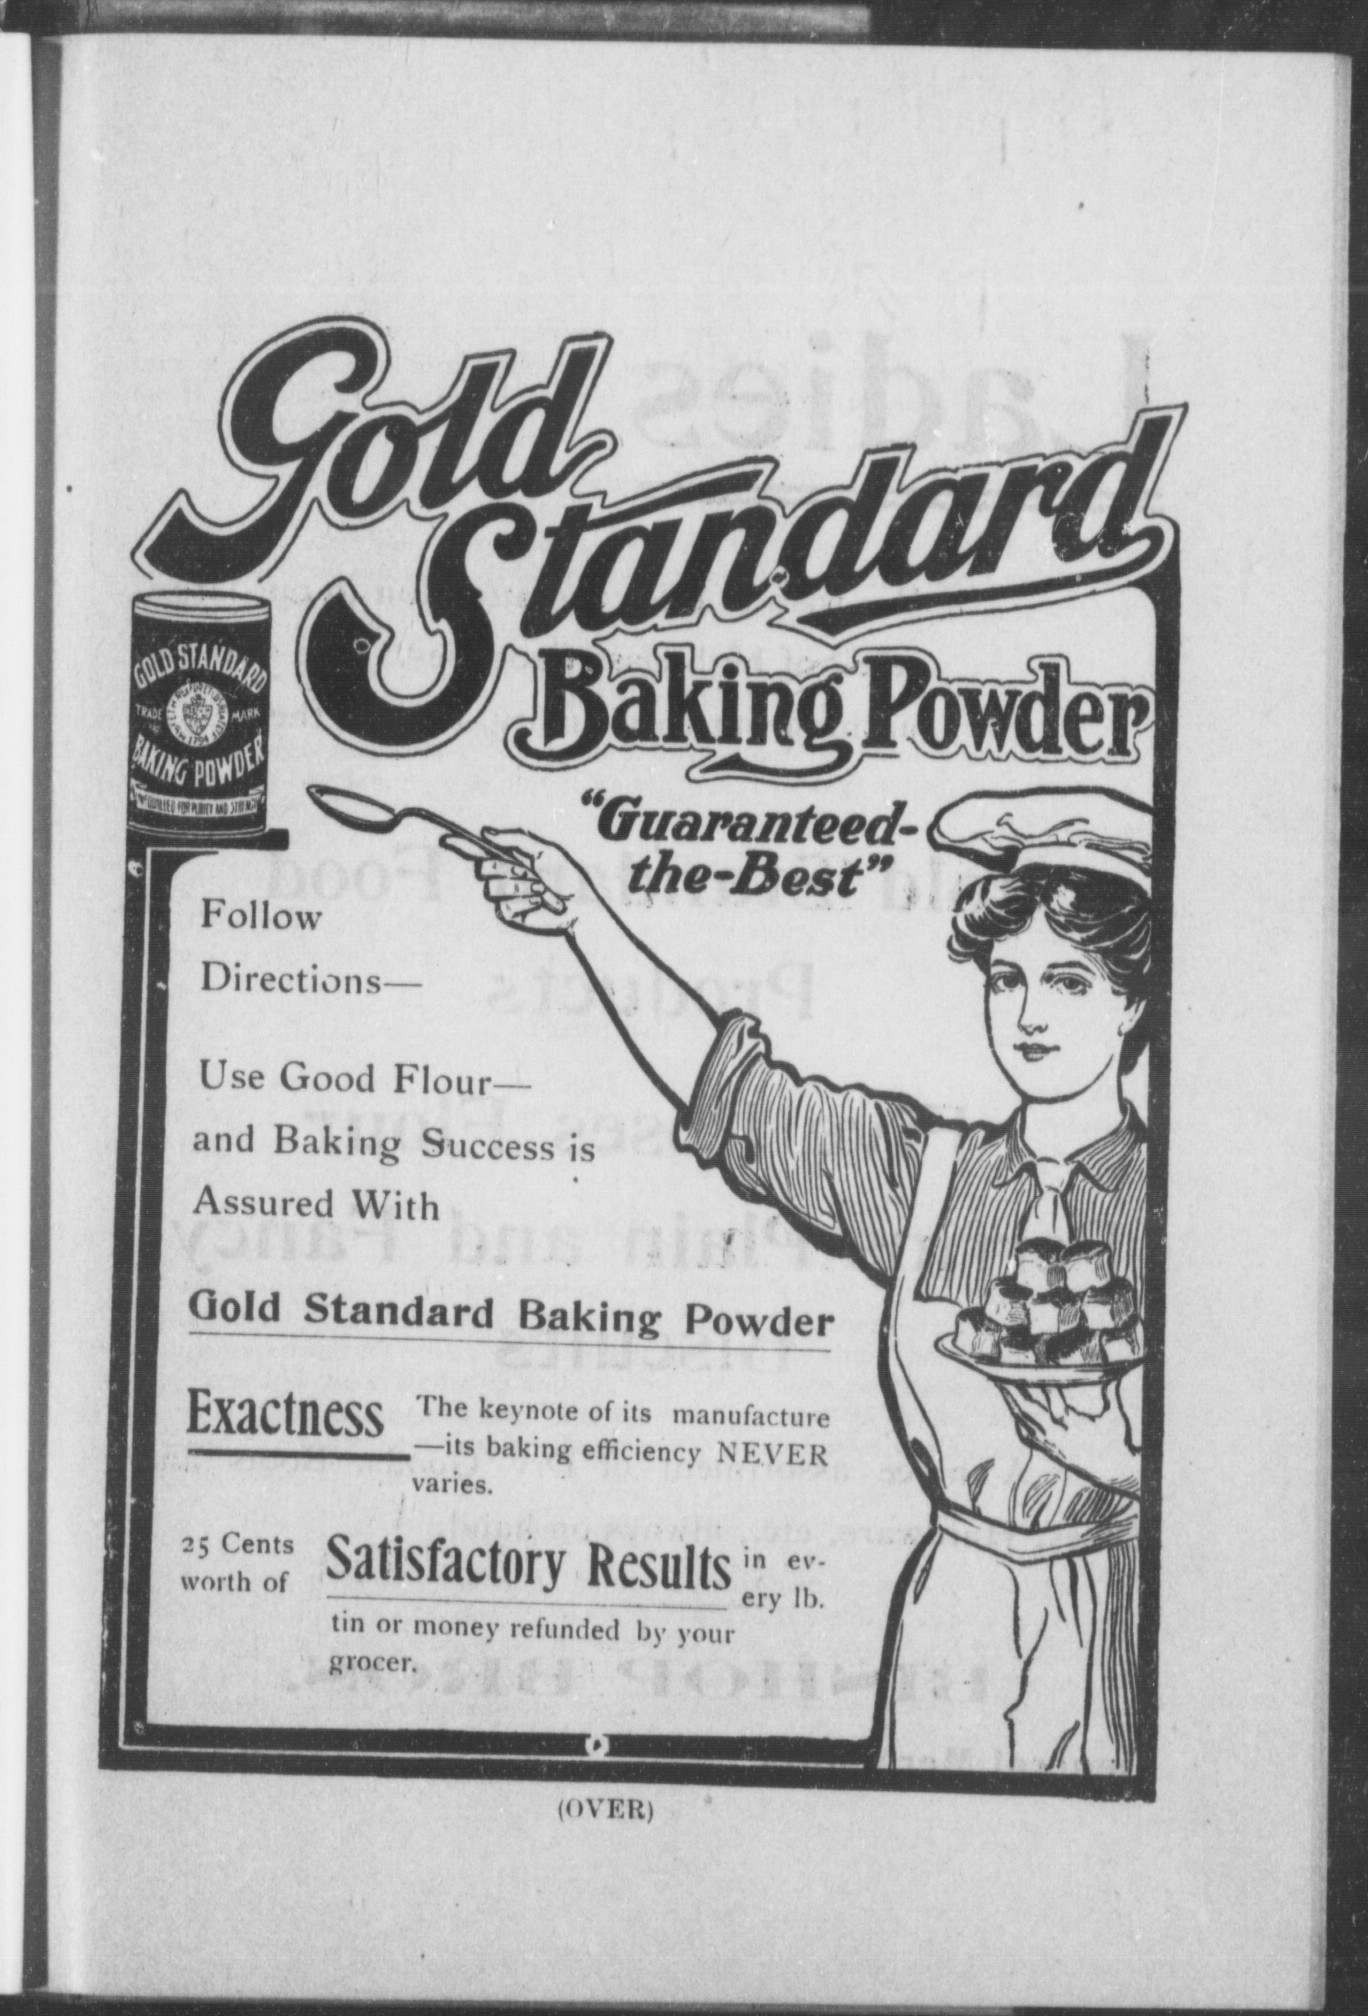 Gold
Standard
Baking Powder
GOLD STANDARD
TRADE MARK
BAKING POWDER
"Guaranteed-
the-Best"
Follow
Directions—
Use Good Flour—
and Baking Success is
Assured With
Gold Standard Baking Powder
Exactness The keynote of its manufacture
—its baking efficiency NEVER
varies.
25 Cents
worth of Satisfactory Results in ev-
ery lb.
tin or money refunded by your
grocer.
(OVER)